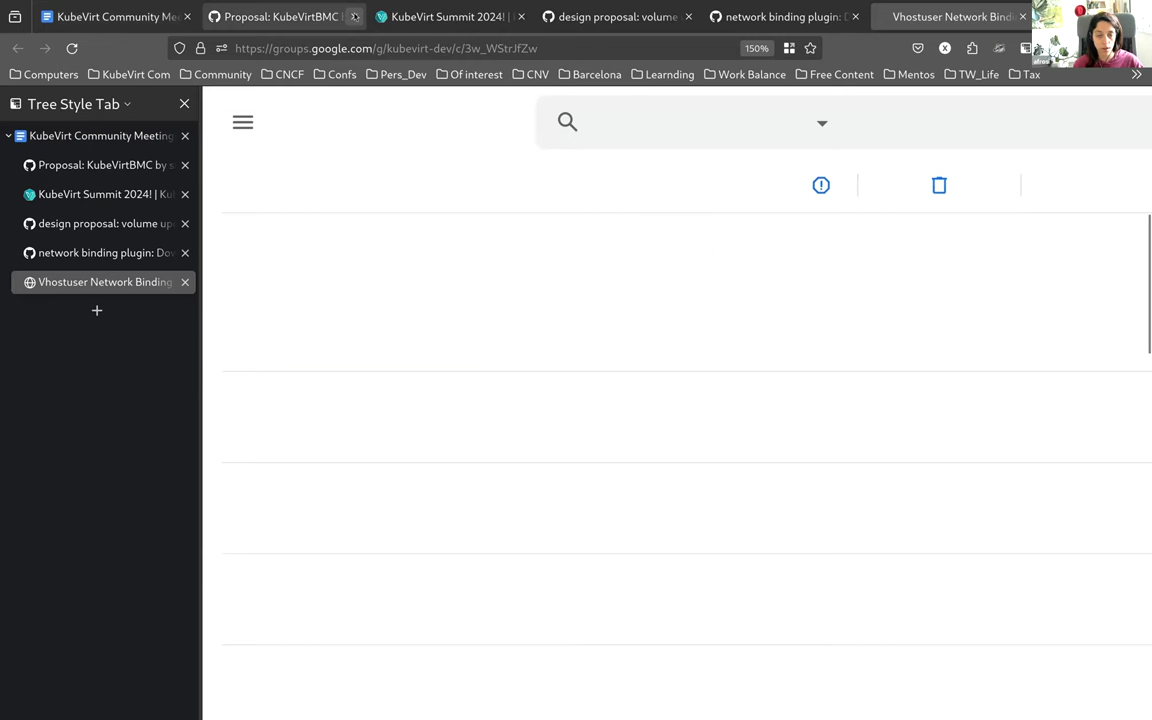 KubeVirt Community Mee
Proposal: KubeVirtBMC
KubeVirt Summit 2024! |
design proposal: volume
network binding plugin: D
Vhostuser Network Bindi
https://groups.google.com/g/kubevirt-dev/c/3w_WStrJfZw
150%
Computers
KubeVirt Com
Community
CNCF
Confs
Pers_Dev
Of interest
CNV
Barcelona
Learnding
Work Balance
Free Content
Mentos
TW_Life
Tax
Tree Style Tab
KubeVirt Community Meeting
Proposal: KubeVirtBMC by s
KubeVirt Summit 2024! | Ku
design proposal: volume up
network binding plugin: Do
Vhostuser Network Binding